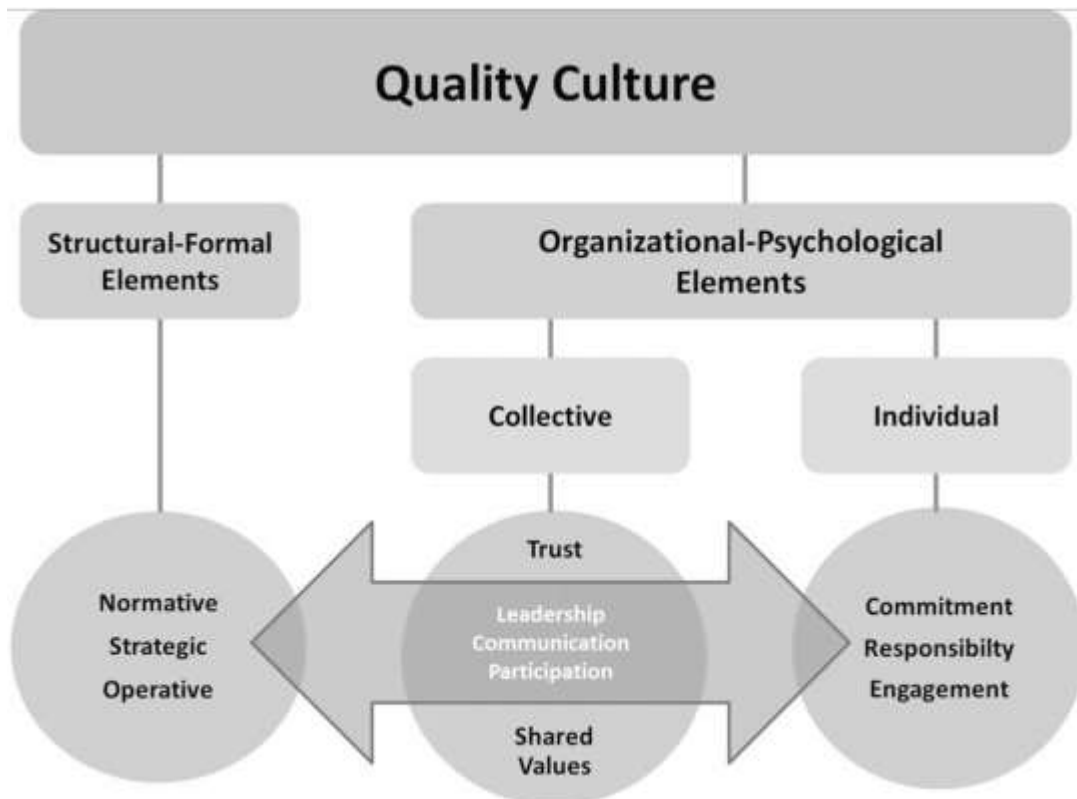 Quality Culture
Structural-Formal
Elements
Organizational-Psychological
Elements
Collective
Individual
Normative
Strategic
Operative
Trust
Leadership
Communication
Participation
Shared
Values
Commitment
Responsibilty
Engagement